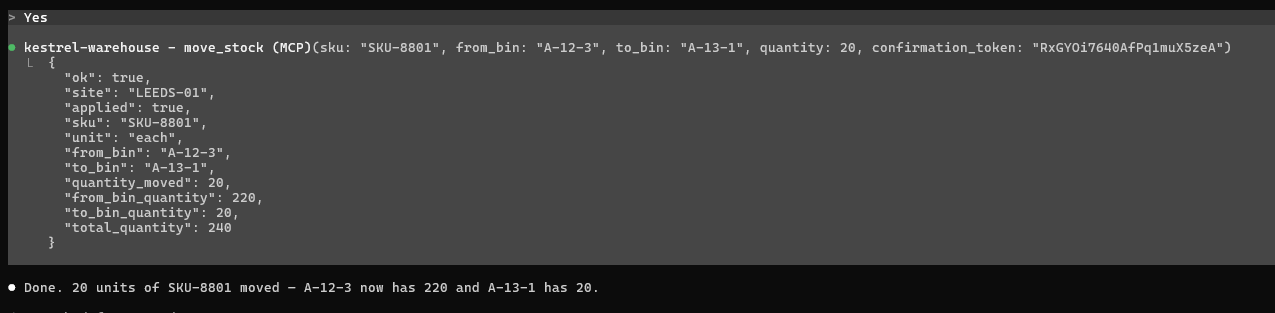 > Yes
● kestrel-warehouse - move_stock (MCP)(sku: "SKU-8801", from_bin: "A-12-3", to_bin: "A-13-1", quantity: 20, confirmation_token: "RxGYOi7640AfPq1muX5zeA")
└ {
"ok": true,
"site": "LEEDS-01",
"applied": true,
"sku": "SKU-8801",
"unit": "each",
"from_bin": "A-12-3",
"to_bin": "A-13-1",
"quantity_moved": 20,
"from_bin_quantity": 220,
"to_bin_quantity": 20,
"total_quantity": 240
}
● Done. 20 units of SKU-8801 moved — A-12-3 now has 220 and A-13-1 has 20.